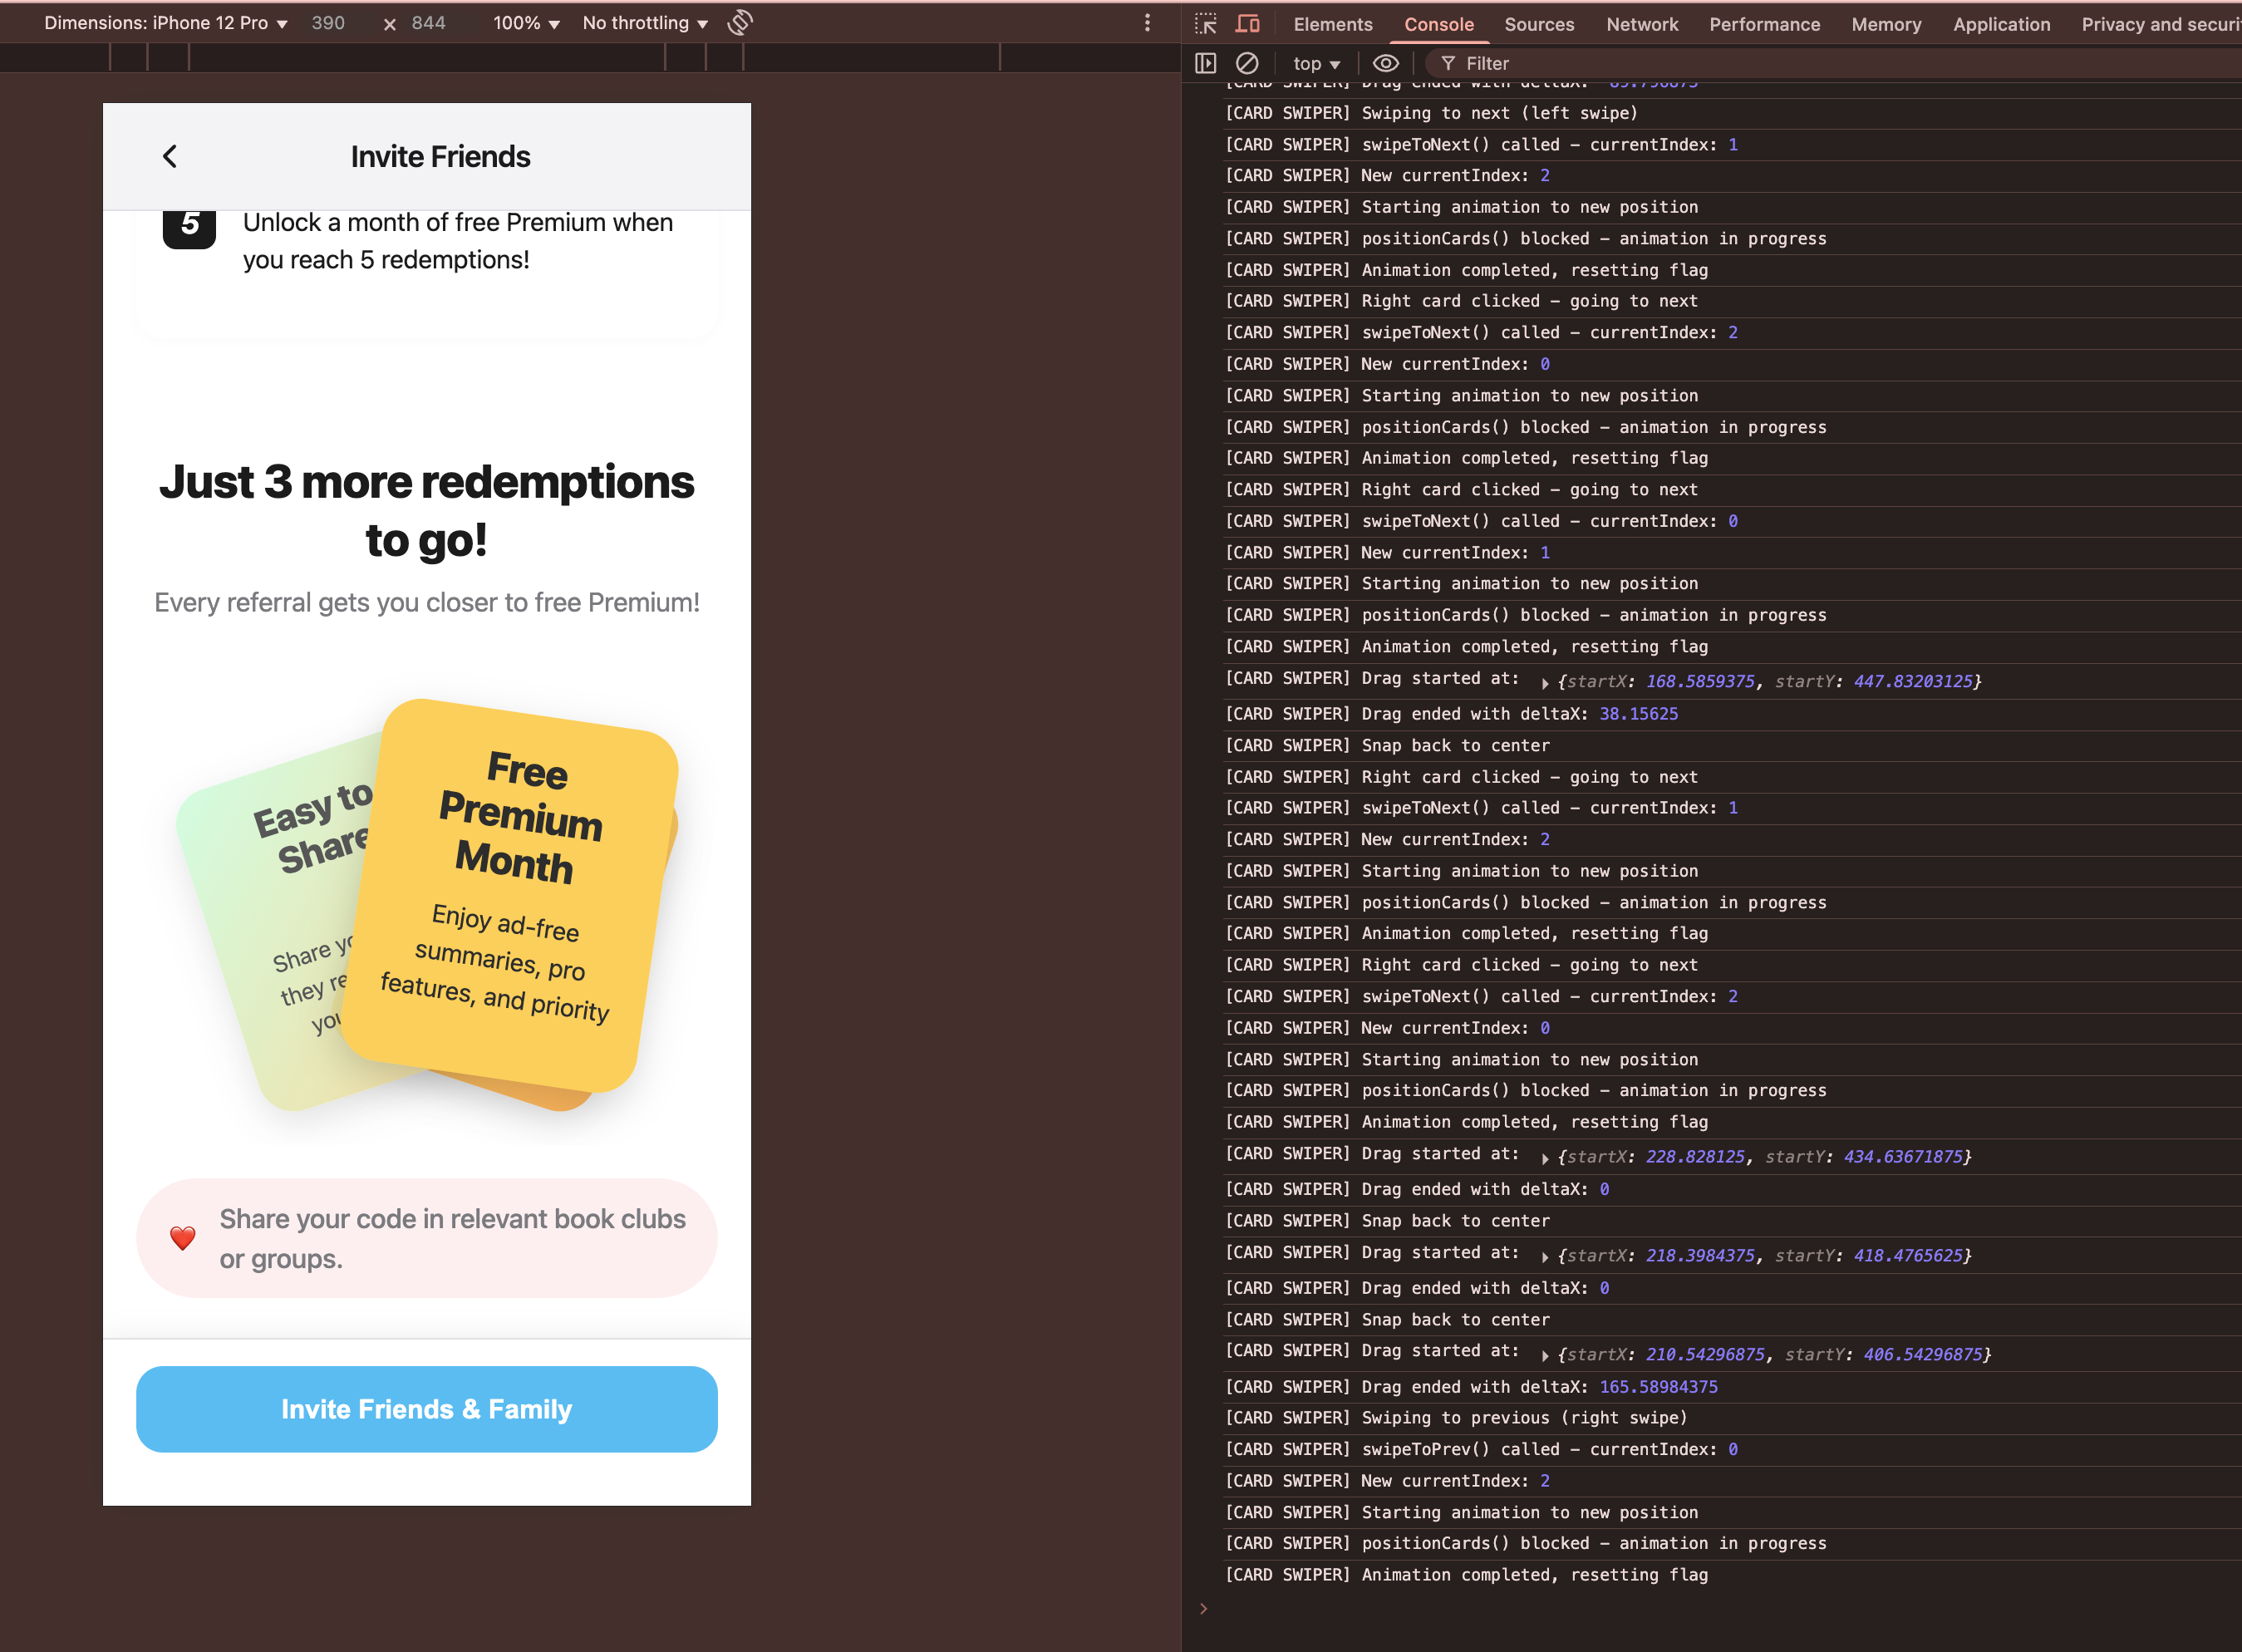 Dimensions: iPhone 12 Pro ▼ 390 × 844 100% ▼ No throttling ▼
Elements Console Sources Network Performance Memory Application Privacy and securi
top ▼ Filter
Invite Friends
5 Unlock a month of free Premium when
you reach 5 redemptions!
Just 3 more redemptions
to go!
Every referral gets you closer to free Premium!
Easy to
Share
Share yo
they re
you
Free
Premium
Month
Enjoy ad-free
summaries, pro
features, and priority
❤️ Share your code in relevant book clubs
or groups.
Invite Friends & Family
[CARD SWIPER] Drag ended with deltaX: -89.796875
[CARD SWIPER] Swiping to next (left swipe)
[CARD SWIPER] swipeToNext() called – currentIndex: 1
[CARD SWIPER] New currentIndex: 2
[CARD SWIPER] Starting animation to new position
[CARD SWIPER] positionCards() blocked – animation in progress
[CARD SWIPER] Animation completed, resetting flag
[CARD SWIPER] Right card clicked – going to next
[CARD SWIPER] swipeToNext() called – currentIndex: 2
[CARD SWIPER] New currentIndex: 0
[CARD SWIPER] Starting animation to new position
[CARD SWIPER] positionCards() blocked – animation in progress
[CARD SWIPER] Animation completed, resetting flag
[CARD SWIPER] Right card clicked – going to next
[CARD SWIPER] swipeToNext() called – currentIndex: 0
[CARD SWIPER] New currentIndex: 1
[CARD SWIPER] Starting animation to new position
[CARD SWIPER] positionCards() blocked – animation in progress
[CARD SWIPER] Animation completed, resetting flag
[CARD SWIPER] Drag started at: ▶ {startX: 168.5859375, startY: 447.83203125}
[CARD SWIPER] Drag ended with deltaX: 38.15625
[CARD SWIPER] Snap back to center
[CARD SWIPER] Right card clicked – going to next
[CARD SWIPER] swipeToNext() called – currentIndex: 1
[CARD SWIPER] New currentIndex: 2
[CARD SWIPER] Starting animation to new position
[CARD SWIPER] positionCards() blocked – animation in progress
[CARD SWIPER] Animation completed, resetting flag
[CARD SWIPER] Right card clicked – going to next
[CARD SWIPER] swipeToNext() called – currentIndex: 2
[CARD SWIPER] New currentIndex: 0
[CARD SWIPER] Starting animation to new position
[CARD SWIPER] positionCards() blocked – animation in progress
[CARD SWIPER] Animation completed, resetting flag
[CARD SWIPER] Drag started at: ▶ {startX: 228.828125, startY: 434.63671875}
[CARD SWIPER] Drag ended with deltaX: 0
[CARD SWIPER] Snap back to center
[CARD SWIPER] Drag started at: ▶ {startX: 218.3984375, startY: 418.4765625}
[CARD SWIPER] Drag ended with deltaX: 0
[CARD SWIPER] Snap back to center
[CARD SWIPER] Drag started at: ▶ {startX: 210.54296875, startY: 406.54296875}
[CARD SWIPER] Drag ended with deltaX: 165.58984375
[CARD SWIPER] Swiping to previous (right swipe)
[CARD SWIPER] swipeToPrev() called – currentIndex: 0
[CARD SWIPER] New currentIndex: 2
[CARD SWIPER] Starting animation to new position
[CARD SWIPER] positionCards() blocked – animation in progress
[CARD SWIPER] Animation completed, resetting flag